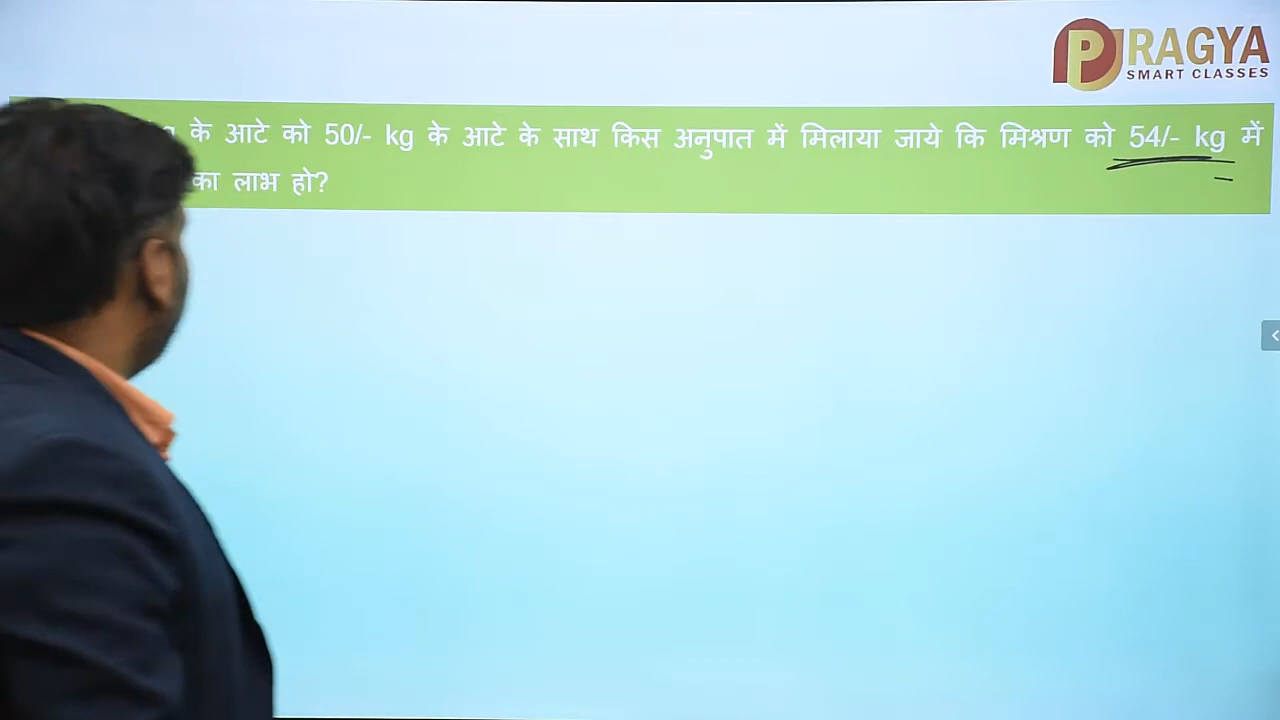 PRAGYA
SMART CLASSES
के आटे को 50/- kg के आटे के साथ किस अनुपात में मिलाया जाये कि मिश्रण को 54/- kg में
का लाभ हो?